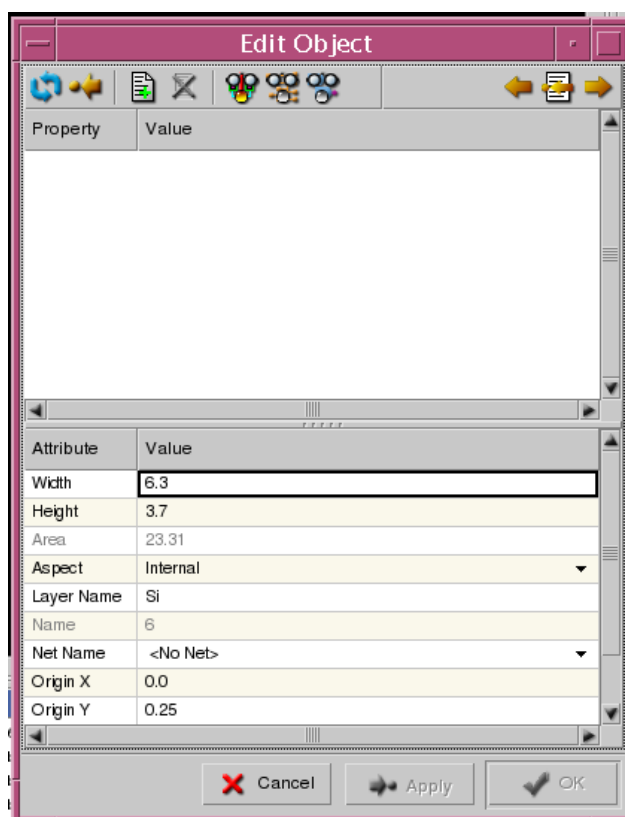 Edit Object
Property Value
Attribute Value
Width 6.3
Height 3.7
Area 23.31
Aspect Internal
Layer Name Si
Name 6
Net Name <No Net>
Origin X 0.0
Origin Y 0.25
Cancel Apply OK